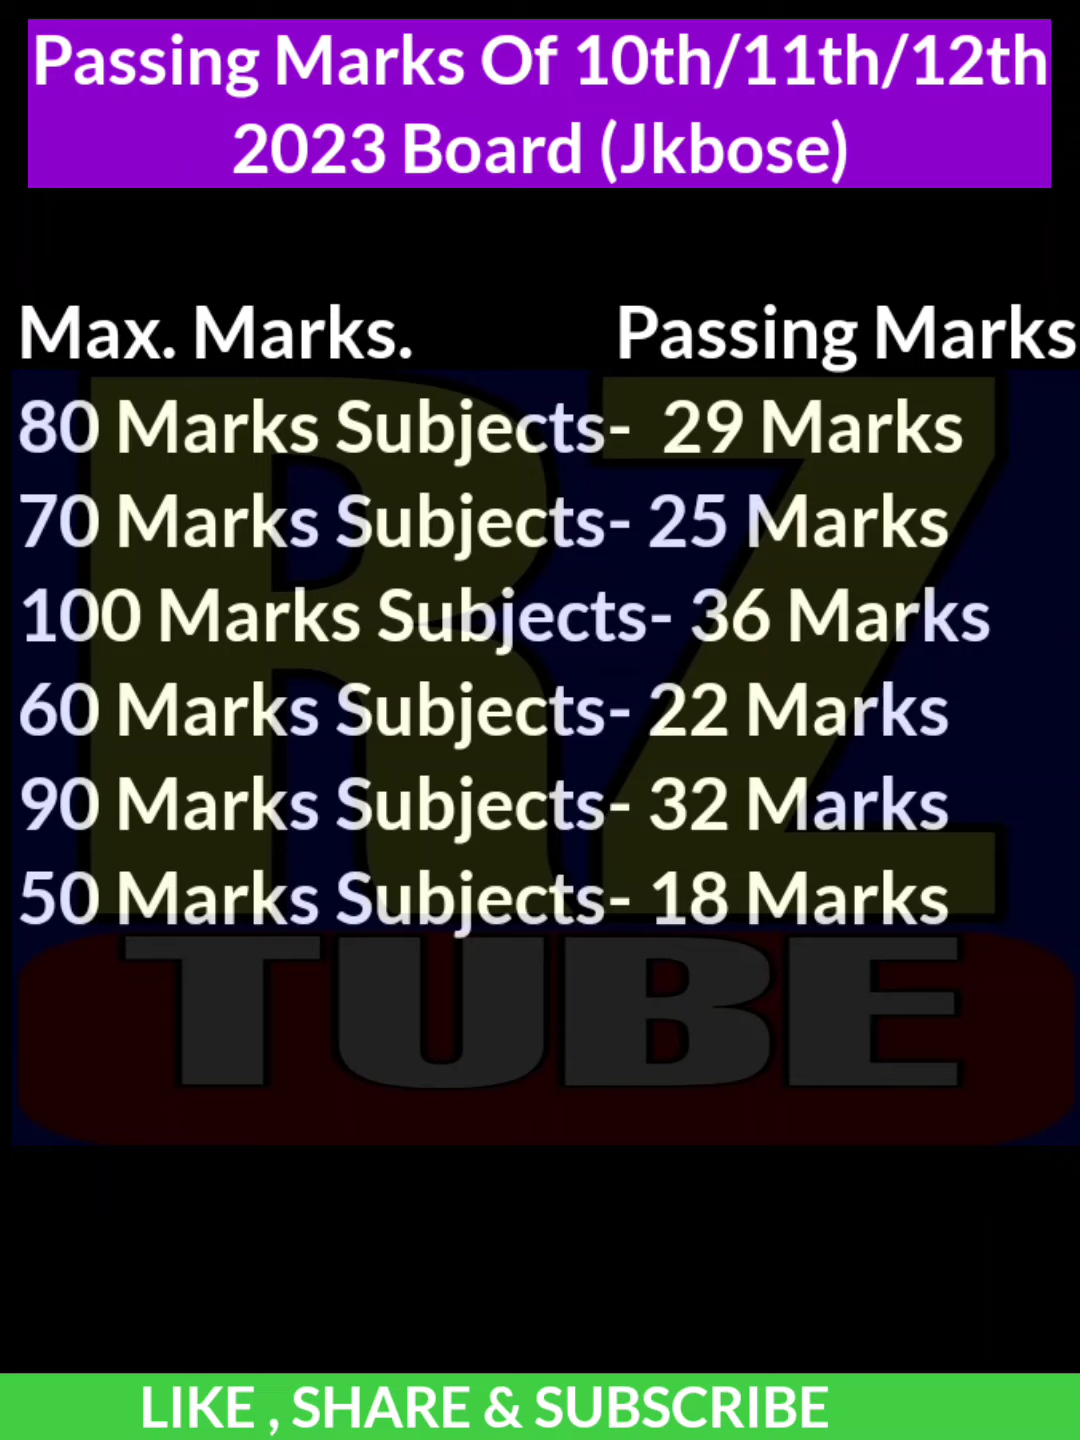 Passing Marks Of 10th/11th/12th
2023 Board (Jkbose)
Max. Marks. Passing Marks
80 Marks Subjects- 29 Marks
70 Marks Subjects- 25 Marks
100 Marks Subjects- 36 Marks
60 Marks Subjects- 22 Marks
90 Marks Subjects- 32 Marks
50 Marks Subjects- 18 Marks
RZ
TUBE
LIKE , SHARE & SUBSCRIBE